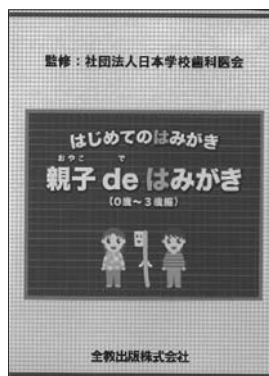 監修：社団法人日本学校歯科医会
はじめてのはみがき
おやこ で
親子 de はみがき
（0歳～3歳編）
全教出版株式会社